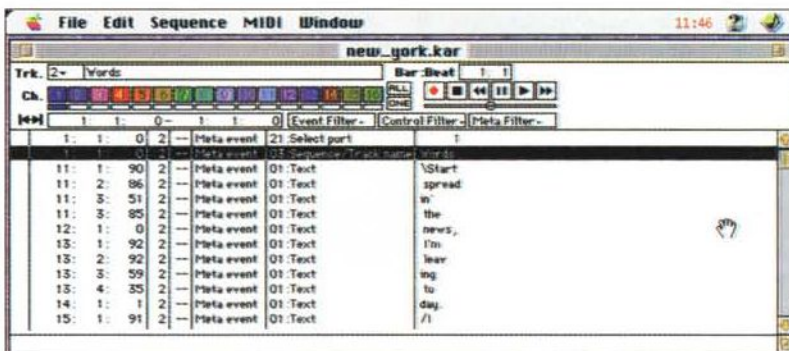 File Edit Sequence MIDI Window 11:46
new_york.kar
Trk. 2 Words Bar:Beat 1: 1
Ch. ALL
ONE
1: 1: 0- 1: 1: 0 Event Filter- Control Filter- Meta Filter-
1: 1: 0 2 -- Meta event 21:Select port 1
1: 1: 0 2 -- Meta event 03:Sequence/Track name Words
11: 1: 90 2 -- Meta event 01:Text \Start
11: 2: 86 2 -- Meta event 01:Text spread
11: 3: 51 2 -- Meta event 01:Text in`
11: 3: 85 2 -- Meta event 01:Text the
12: 1: 0 2 -- Meta event 01:Text news,
13: 1: 92 2 -- Meta event 01:Text I'm
13: 2: 92 2 -- Meta event 01:Text leav
13: 3: 59 2 -- Meta event 01:Text ing
13: 4: 35 2 -- Meta event 01:Text to
14: 1: 1 2 -- Meta event 01:Text day.
15: 1: 91 2 -- Meta event 01:Text /I